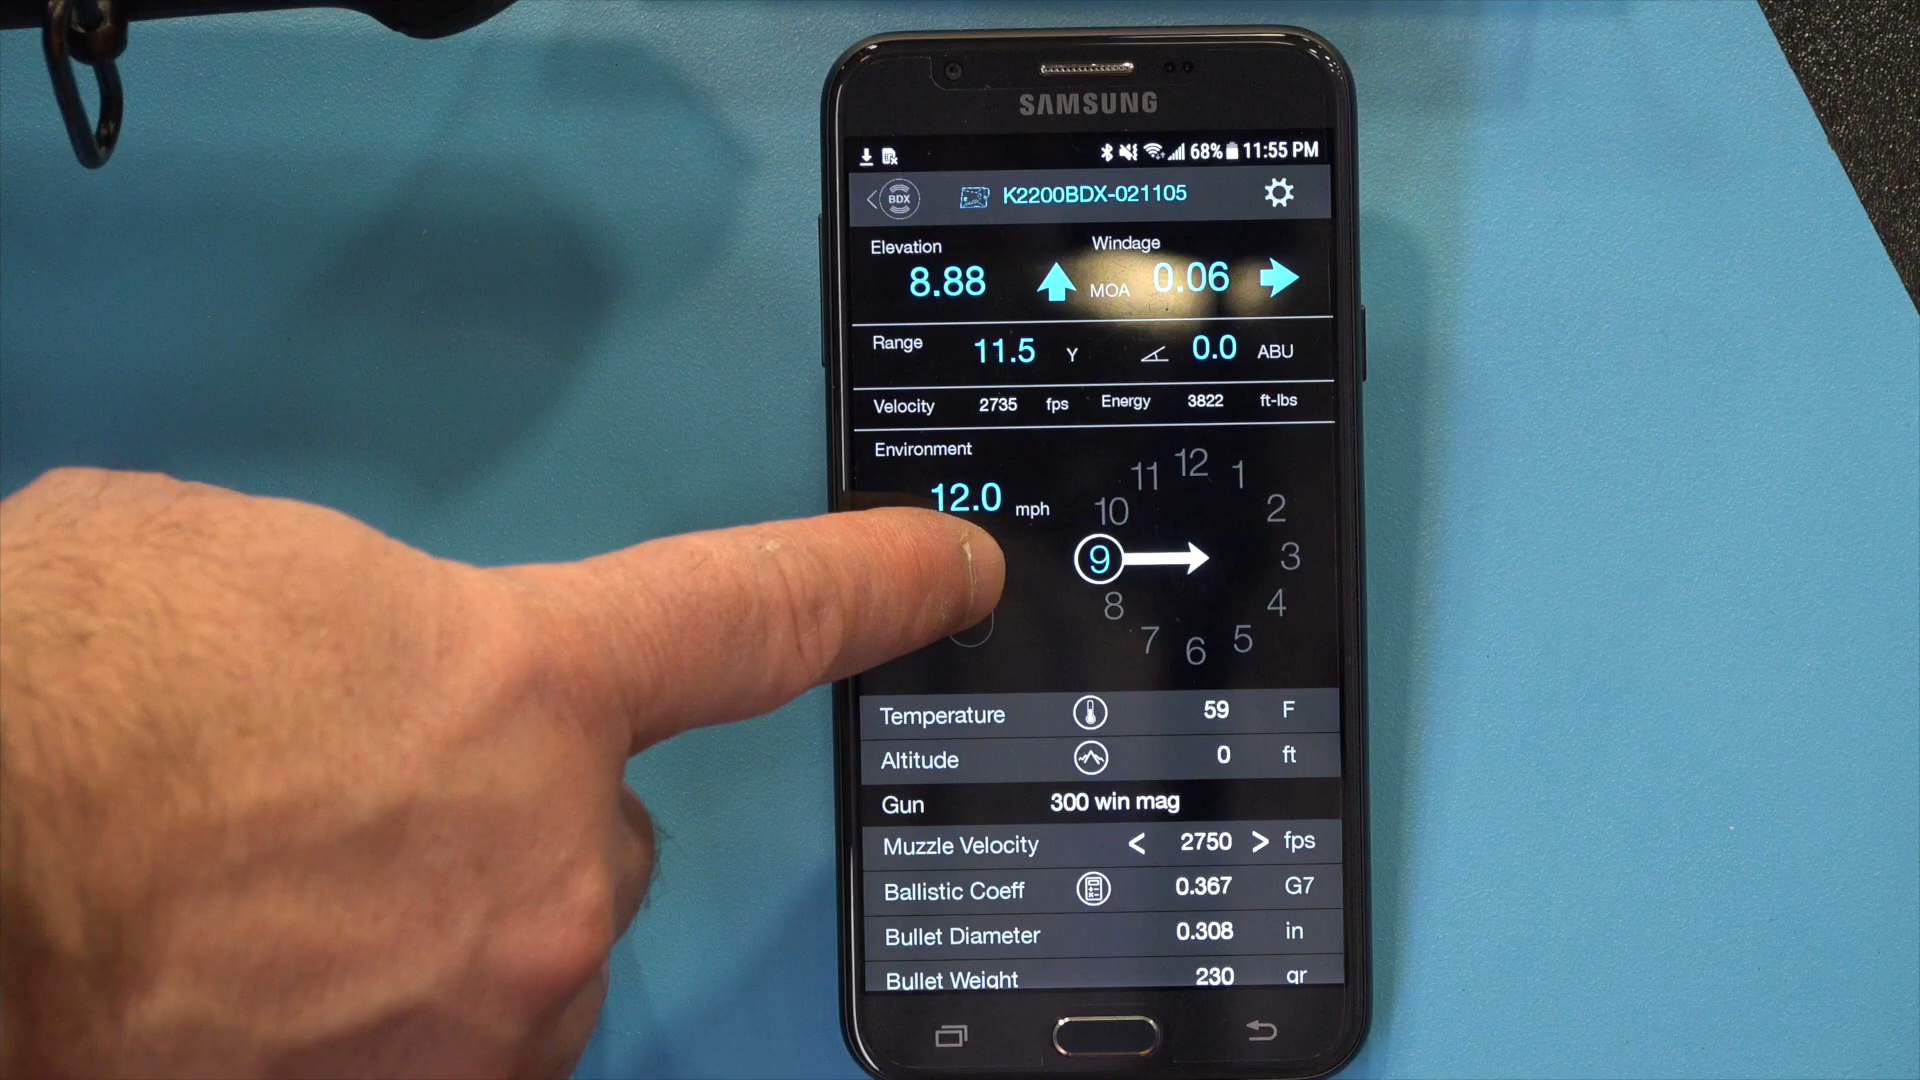 SAMSUNG
68% 11:55 PM
BDX K2200BDX-021105
Elevation Windage
8.88 MOA 0.06
Range 11.5 Y 0.0 ABU
Velocity 2735 fps Energy 3822 ft-lbs
Environment
12.0 mph
12
11 1
10 2
9 3
8 4
7 5
6
Temperature 59 F
Altitude 0 ft
Gun 300 win mag
Muzzle Velocity < 2750 > fps
Ballistic Coeff 0.367 G7
Bullet Diameter 0.308 in
Bullet Weight 230 gr